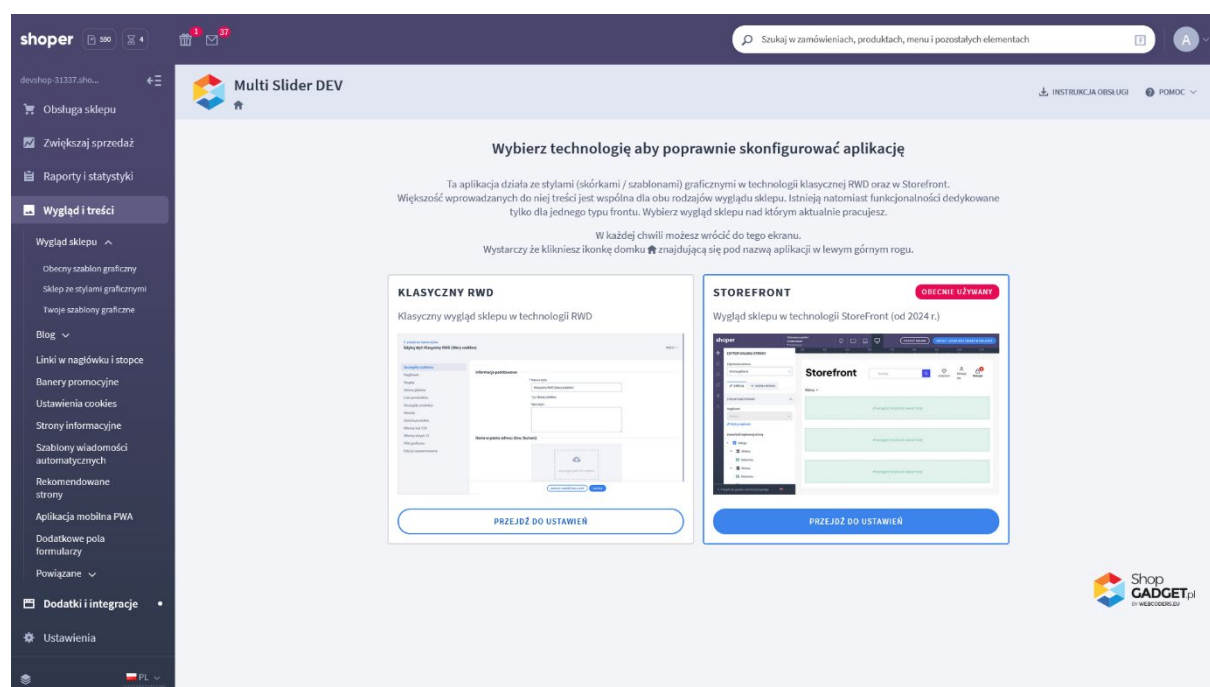 shoper 590 4 1 37 Szukaj w zamówieniach, produktach, menu i pozostałych elementach F A
devshop-31337.sho...
Obsługa sklepu
Zwiększaj sprzedaż
Raporty i statystyki
Wygląd i treści
Wygląd sklepu
Obecny szablon graficzny
Sklep ze stylami graficznymi
Twoje szablony graficzne
Blog
Linki w nagłówku i stopce
Banery promocyjne
Ustawienia cookies
Strony informacyjne
Szablony wiadomości
automatycznych
Rekomendowane
strony
Aplikacja mobilna PWA
Dodatkowe pola
formularzy
Powiązane
Dodatki i integracje
Ustawienia
PL
Multi Slider DEV
INSTRUKCJA OBSŁUGI POMOC
Wybierz technologię aby poprawnie skonfigurować aplikację
Ta aplikacja działa ze stylami (skórkami / szablonami) graficznymi w technologii klasycznej RWD oraz w Storefront.
Większość wprowadzanych do niej treści jest wspólna dla obu rodzajów wyglądu sklepu. Istnieją natomiast funkcjonalności dedykowane
tylko dla jednego typu frontu. Wybierz wygląd sklepu nad którym aktualnie pracujesz.
W każdej chwili możesz wrócić do tego ekranu.
Wystarczy że klikniesz ikonkę domku znajdującą się pod nazwą aplikacji w lewym górnym rogu.
KLASYCZNY RWD
Klasyczny wygląd sklepu w technologii RWD
PRZEJDŹ DO USTAWIEŃ
STOREFRONT OBECNIE UŻYWANY
Wygląd sklepu w technologii StoreFront (od 2024 r.)
shoper
Storefront
PRZEJDŹ DO USTAWIEŃ
Shop
GADGET.pl
BY WEBCODERS.EU